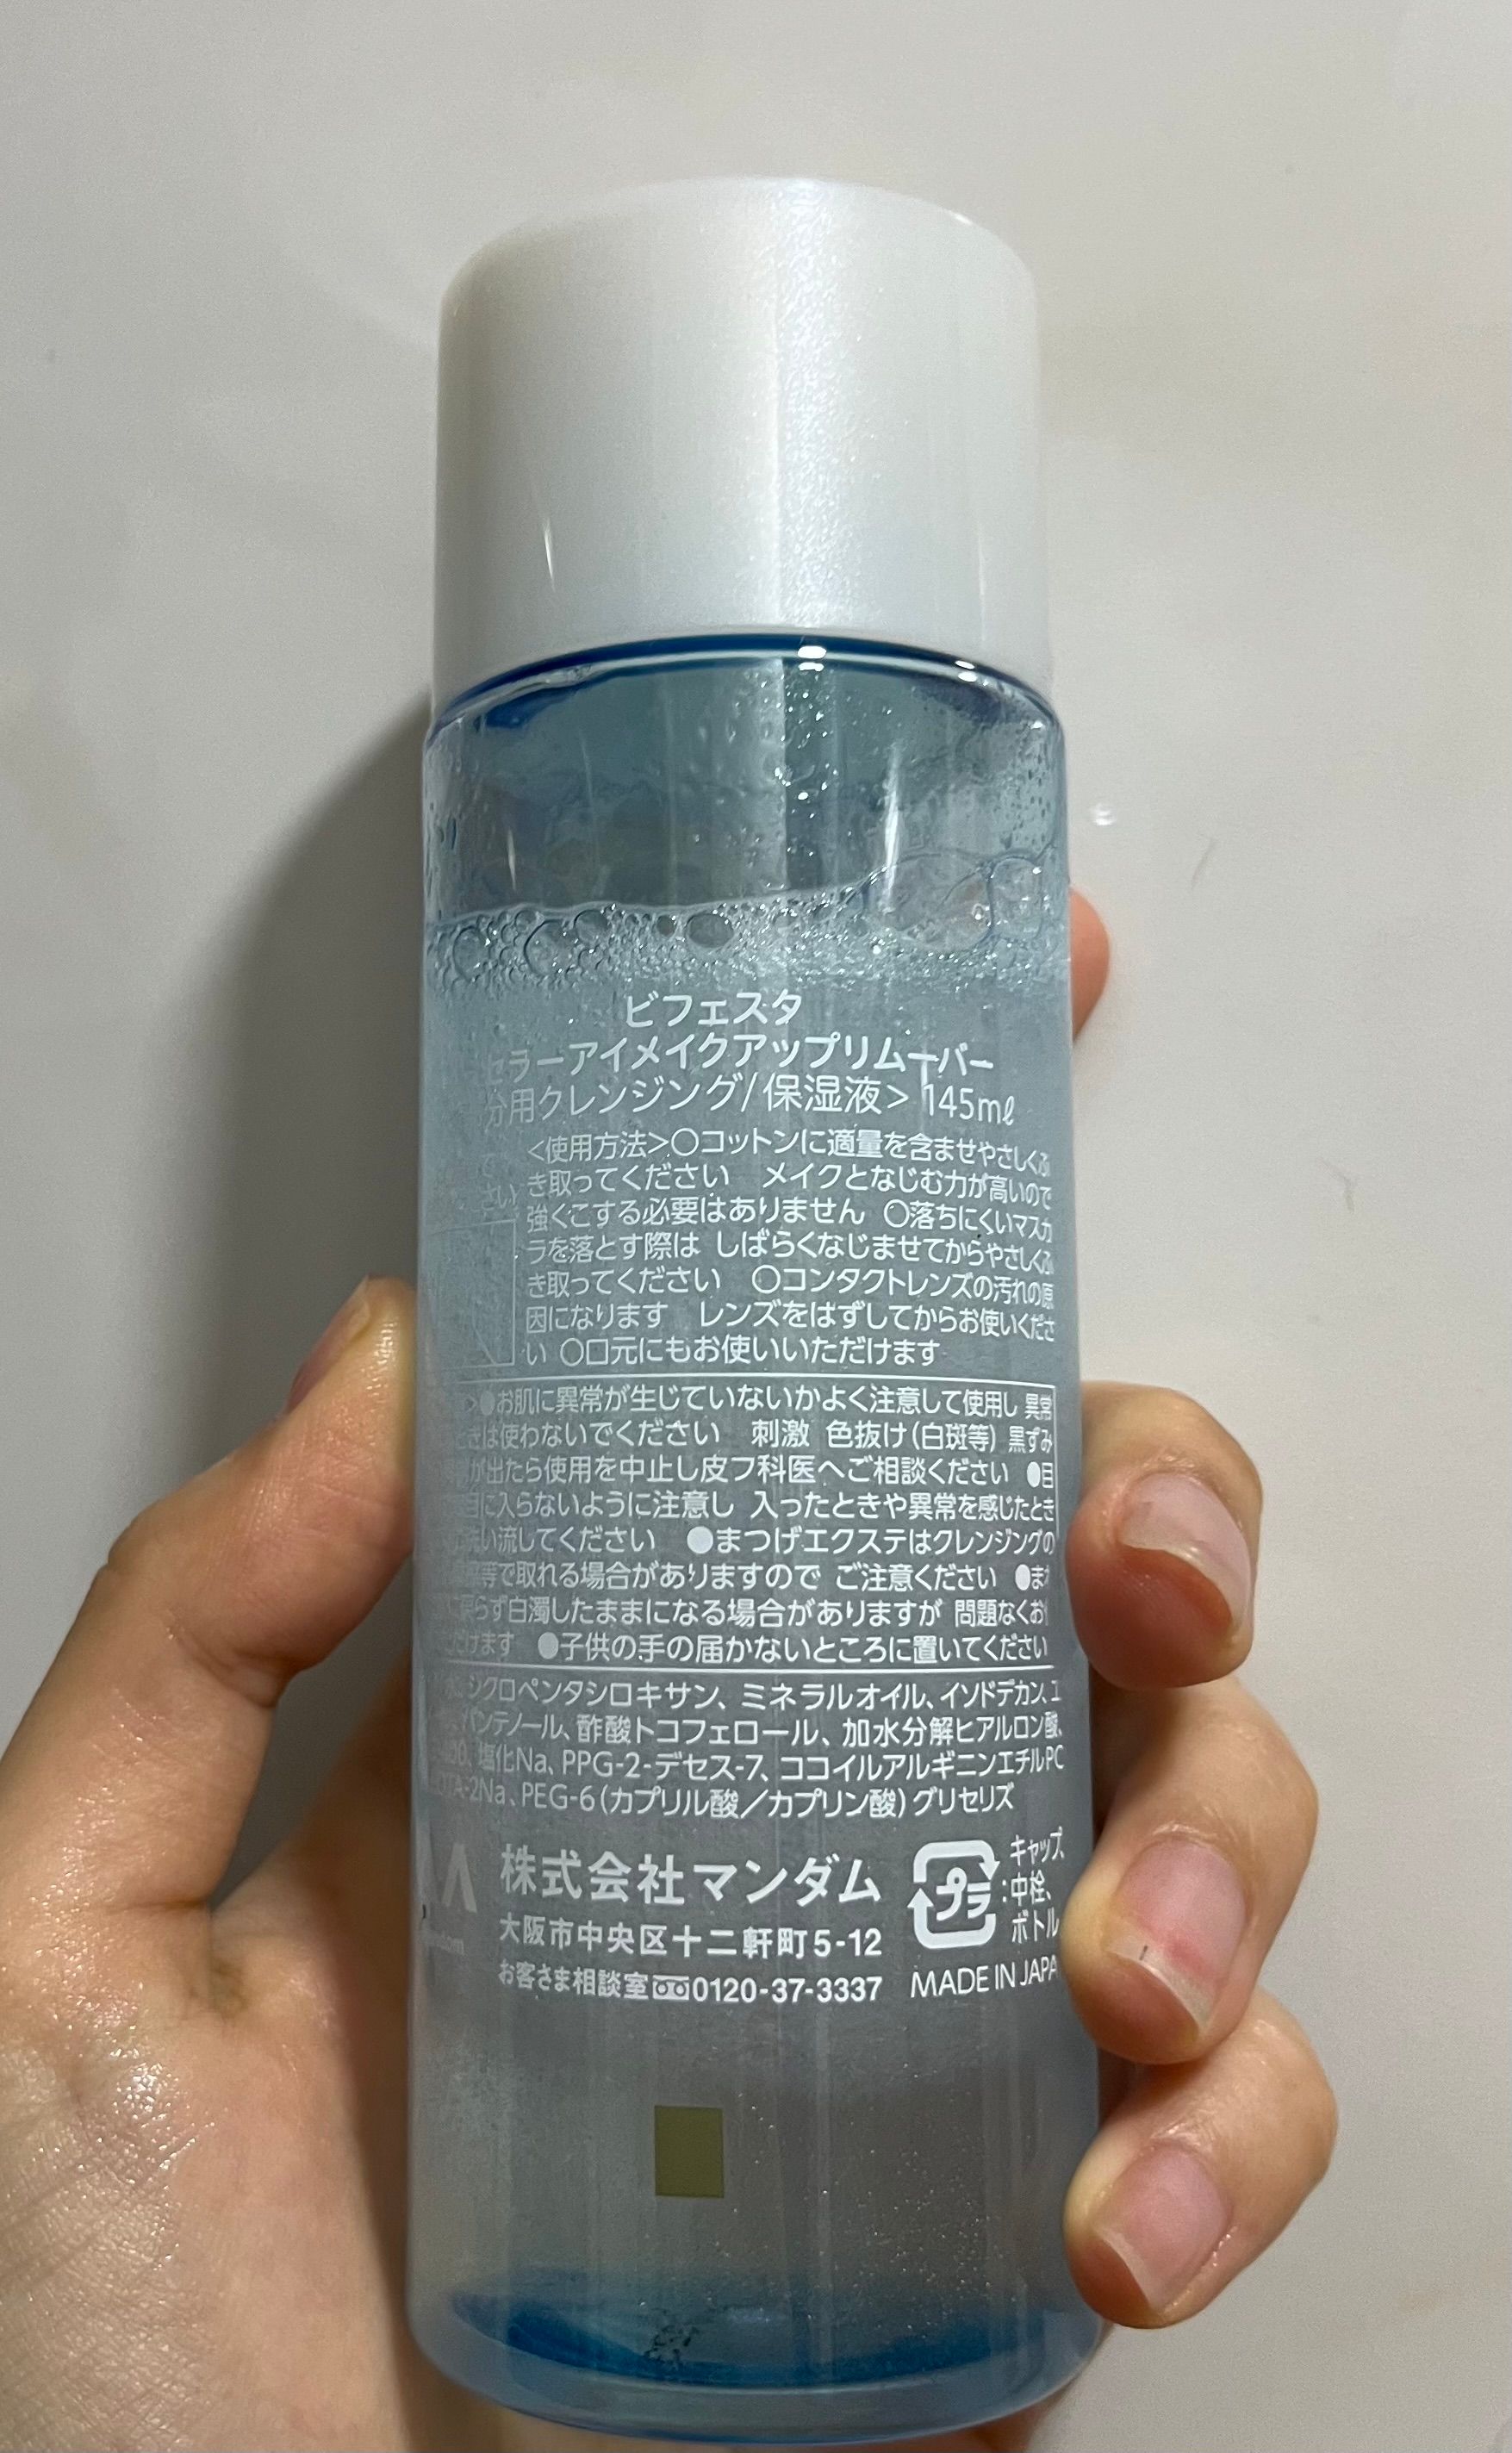 ビフェスタ
セラーアイメイクアップリムーバー
分用クレンジング/保湿液> 145mℓ
<使用方法>○コットンに適量を含ませやさしくふ
き取ってください メイクとなじむ力が高いので
さい) 強くこする必要はありません ○落ちにくいマスカ
ラを落とす際は しばらくなじませてからやさしくふ
き取ってください ○コンタクトレンズの汚れの原
因になります レンズをはずしてからお使いくださ
い ○口元にもお使いいただけます
>●お肌に異常が生じていないかよく注意して使用し 異常
ときは使わないでください 刺激 色抜け(白斑等) 黒ずみ
が出たら使用を中止し皮フ科医へご相談ください ●目
目に入らないように注意し 入ったときや異常を感じたとき
洗い流してください ●まつげエクステはクレンジングの
等で取れる場合がありますので ご注意ください ●まれ
戻らず白濁したままになる場合がありますが 問題なくお使
だけます ●子供の手の届かないところに置いてください
水、シクロペンタシロキサン、ミネラルオイル、イソドデカン、エ
パンテノール、酢酸トコフェロール、加水分解ヒアルロン酸、
塩化Na、PPG-2-デセス-7、ココイルアルギニンエチルPC
EDTA-2Na、PEG-6(カプリル酸/カプリン酸)グリセリズ
株式会社マンダム
大阪市中央区十二軒町5-12
お客さま相談室 0120-37-3337
プラ
キャップ、
:中栓、
ボトル
MADE IN JAPA